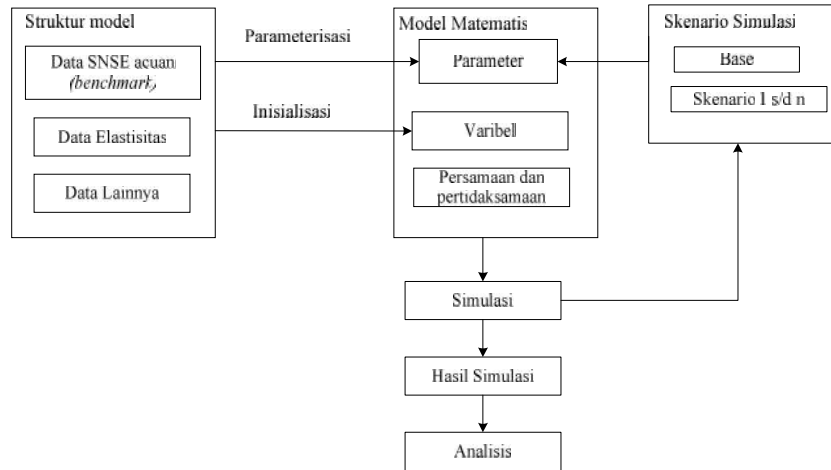 Struktur model
Data SNSE acuan
(benchmark)
Data Elastisitas
Data Lainnya
Parameterisasi
Inisialisasi
Model Matematis
Parameter
Varibel
Persamaan dan
pertidaksamaan
Skenario Simulasi
Base
Skenario 1 s/d n
Simulasi
Hasil Simulasi
Analisis